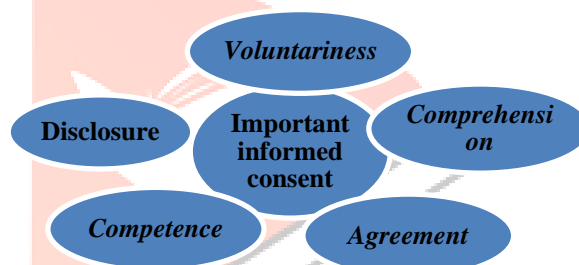 Voluntariness
Disclosure
Important
informed
consent
Comprehensi
on
Competence
Agreement